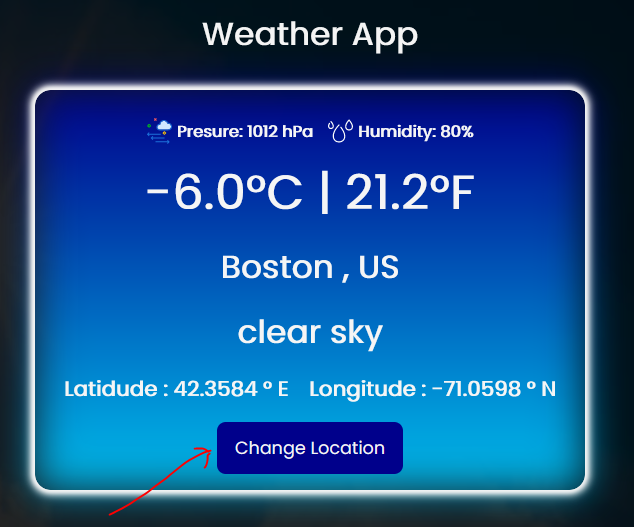 Weather App
Presure: 1012 hPa Humidity: 80%
-6.0°C | 21.2°F
Boston , US
clear sky
Latidude : 42.3584 ° E Longitude : -71.0598 ° N
Change Location